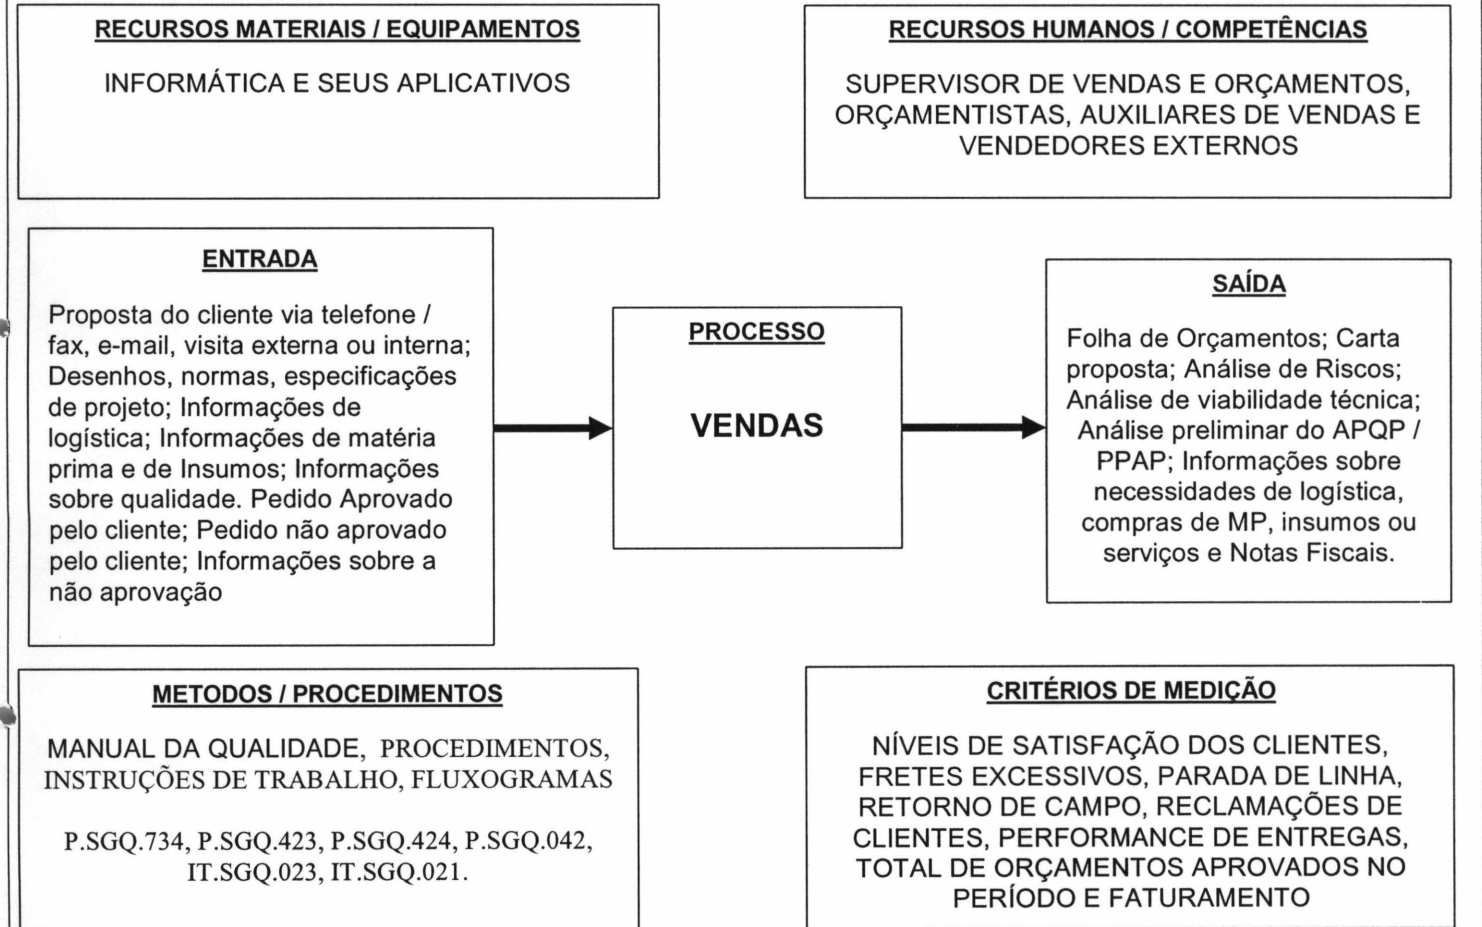 RECURSOS MATERIAIS / EQUIPAMENTOS
INFORMÁTICA E SEUS APLICATIVOS
RECURSOS HUMANOS / COMPETÊNCIAS
SUPERVISOR DE VENDAS E ORÇAMENTOS,
ORÇAMENTISTAS, AUXILIARES DE VENDAS E
VENDEDORES EXTERNOS
ENTRADA
Proposta do cliente via telefone /
fax, e-mail, visita externa ou interna;
Desenhos, normas, especificações
de projeto; Informações de
logística; Informações de matéria
prima e de Insumos; Informações
sobre qualidade. Pedido Aprovado
pelo cliente; Pedido não aprovado
pelo cliente; Informações sobre a
não aprovação
PROCESSO
VENDAS
SAÍDA
Folha de Orçamentos; Carta
proposta; Análise de Riscos;
Análise de viabilidade técnica;
Análise preliminar do APQP /
PPAP; Informações sobre
necessidades de logística,
compras de MP, insumos ou
serviços e Notas Fiscais.
METODOS / PROCEDIMENTOS
MANUAL DA QUALIDADE, PROCEDIMENTOS,
INSTRUÇÕES DE TRABALHO, FLUXOGRAMAS
P.SGQ.734, P.SGQ.423, P.SGQ.424, P.SGQ.042,
IT.SGQ.023, IT.SGQ.021.
CRITÉRIOS DE MEDIÇÃO
NÍVEIS DE SATISFAÇÃO DOS CLIENTES,
FRETES EXCESSIVOS, PARADA DE LINHA,
RETORNO DE CAMPO, RECLAMAÇÕES DE
CLIENTES, PERFORMANCE DE ENTREGAS,
TOTAL DE ORÇAMENTOS APROVADOS NO
PERÍODO E FATURAMENTO